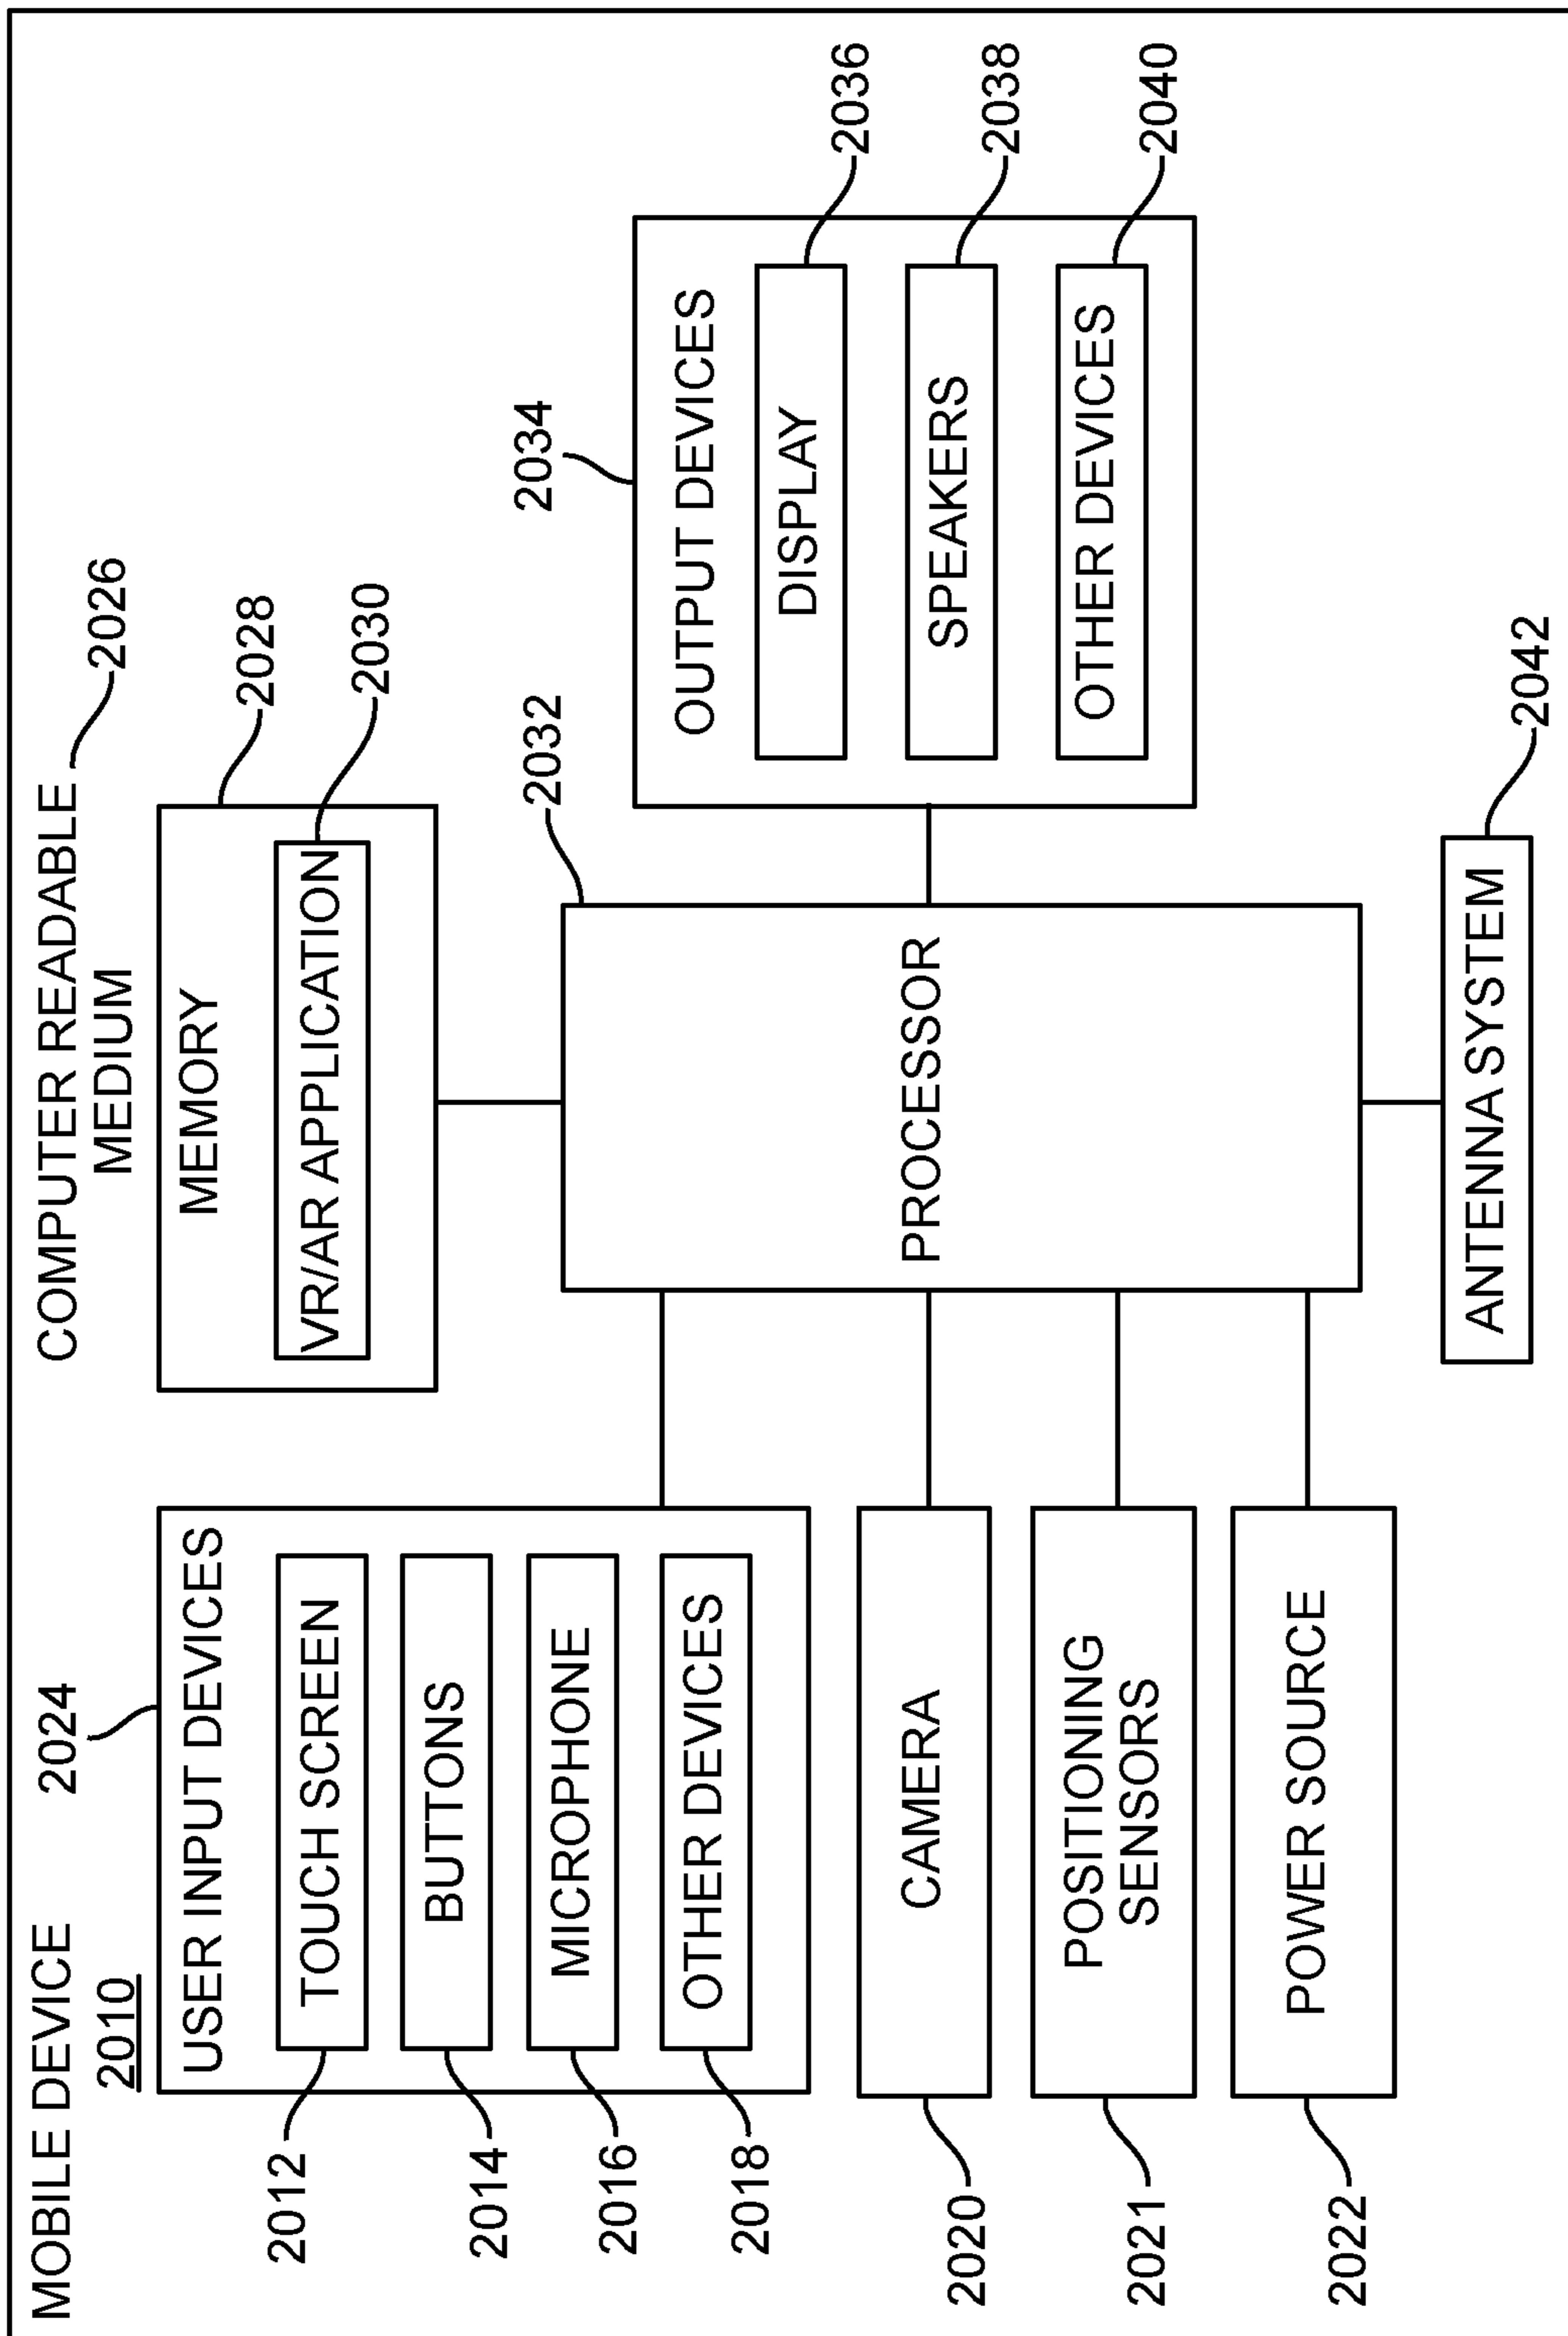 MOBILE DEVICE
2010
2024
COMPUTER READABLE
MEDIUM
2026
USER INPUT DEVICES
TOUCH SCREEN
BUTTONS
MICROPHONE
OTHER DEVICES
2012
2014
2016
2018
MEMORY
2028
VR/AR APPLICATION
2030
2032
PROCESSOR
2034
OUTPUT DEVICES
DISPLAY
2036
SPEAKERS
2038
OTHER DEVICES
2040
CAMERA
2020
POSITIONING
SENSORS
2021
POWER SOURCE
2022
ANTENNA SYSTEM
2042